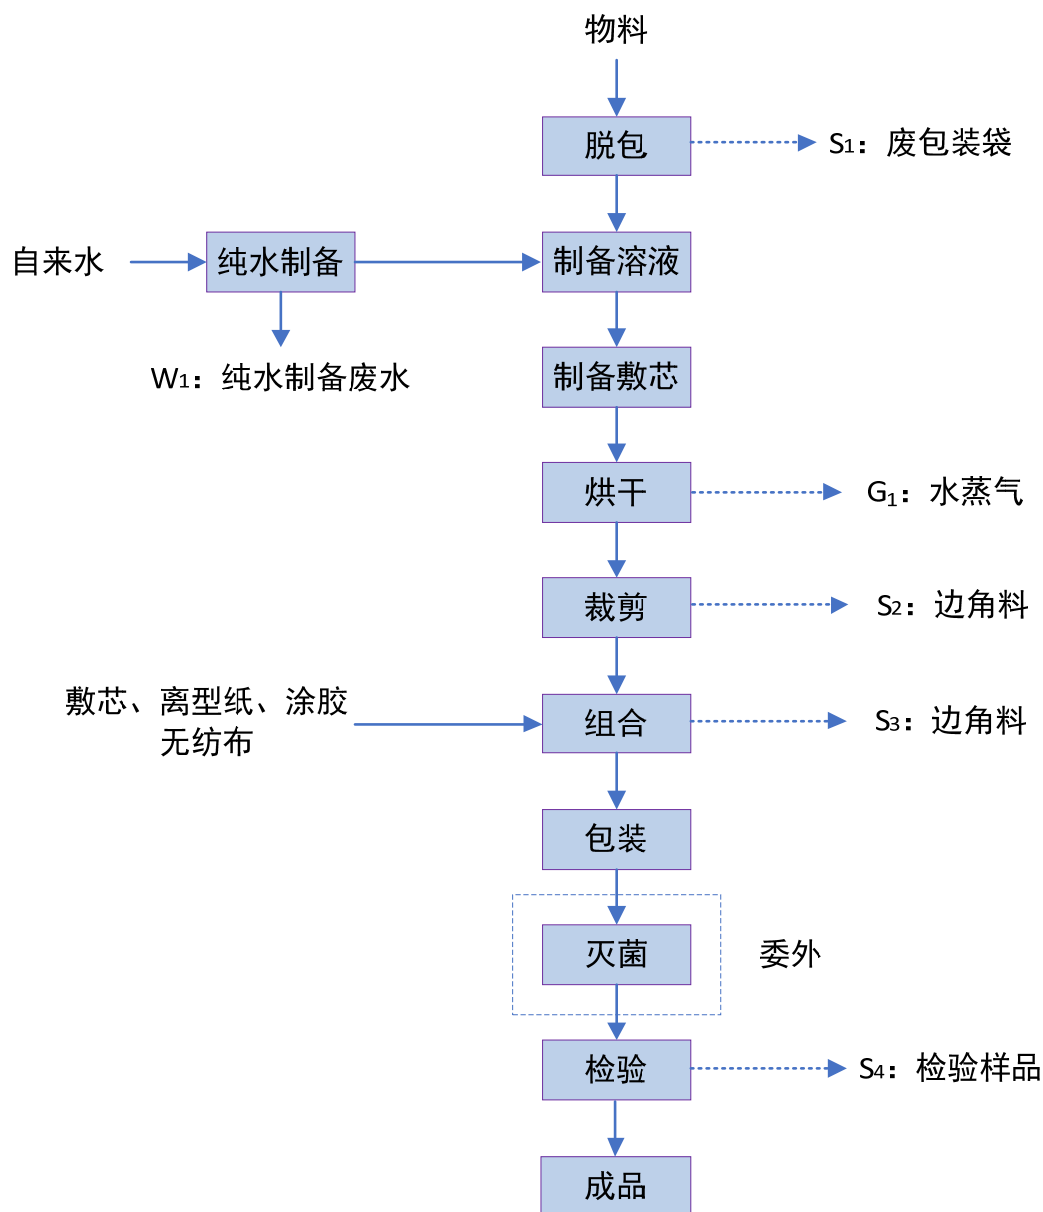 物料
脱包
S1：废包装袋
自来水
纯水制备
制备溶液
W1：纯水制备废水
制备敷芯
烘干
G1：水蒸气
裁剪
S2：边角料
敷芯、离型纸、涂胶
无纺布
组合
S3：边角料
包装
灭菌
委外
检验
S4：检验样品
成品